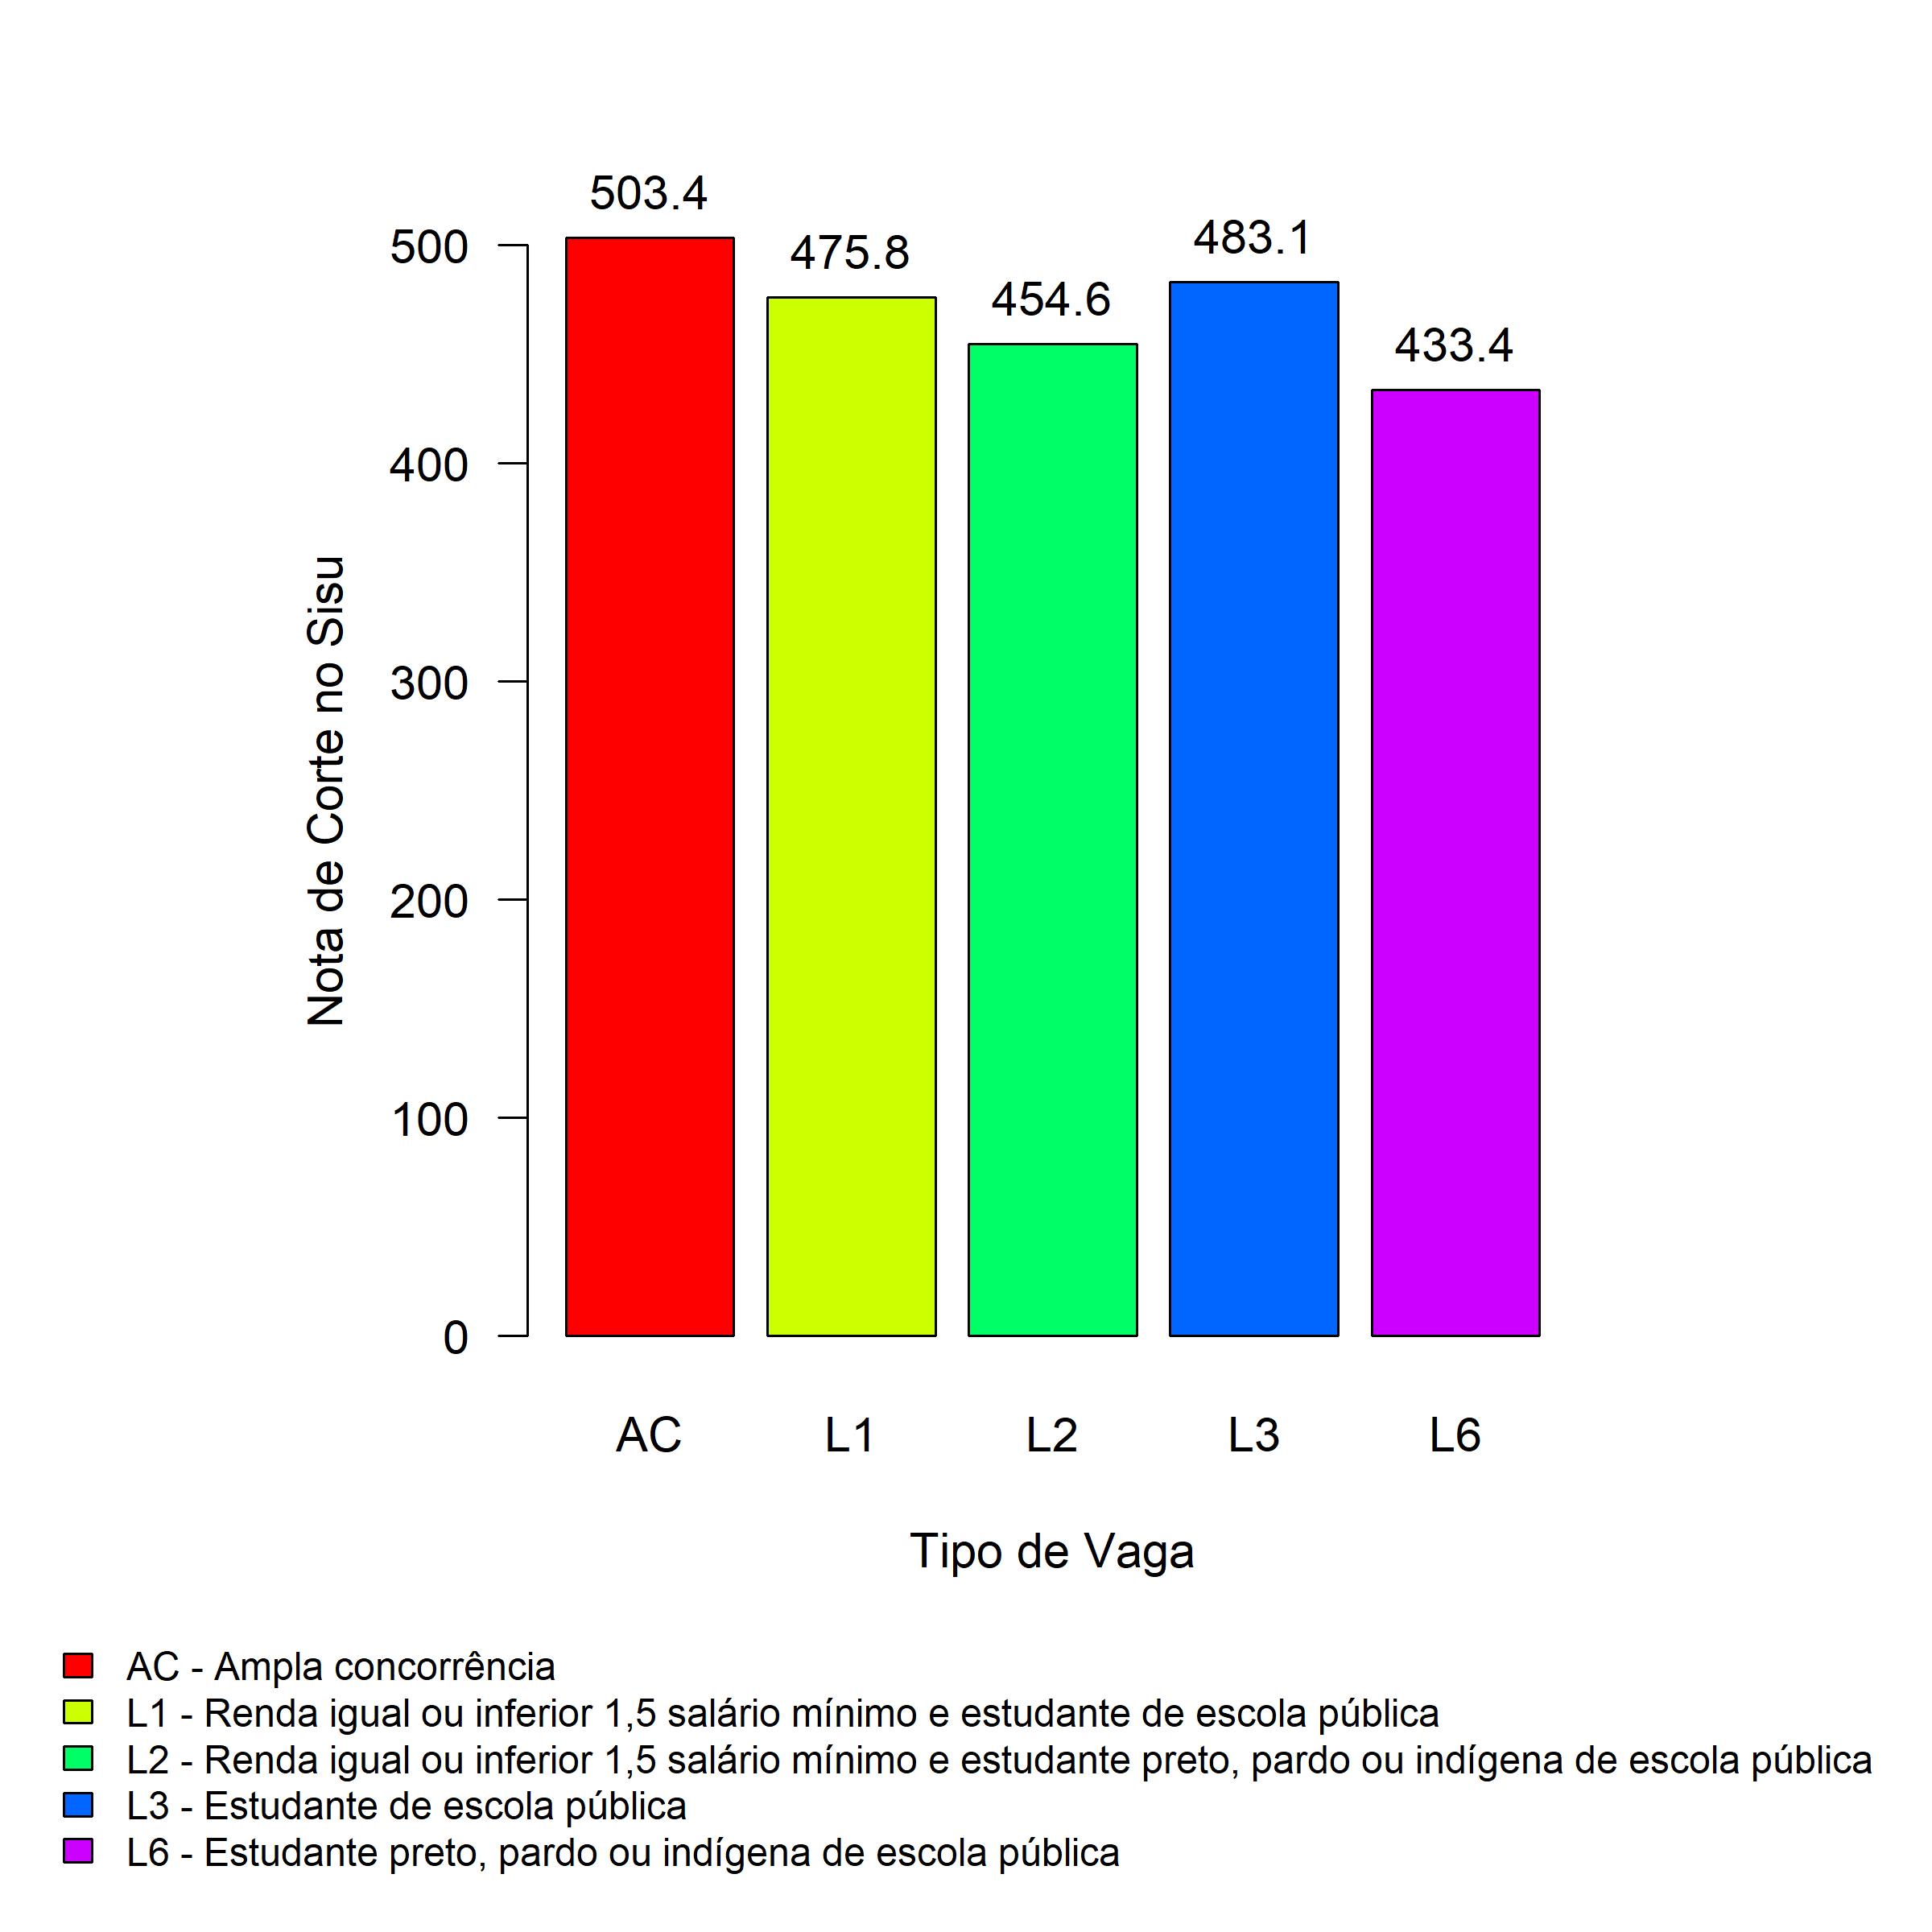 503.4
475.8
454.6
483.1
433.4
500
400
300
200
100
0
Nota de Corte no Sisu
AC L1 L2 L3 L6
Tipo de Vaga
AC - Ampla concorrência
L1 - Renda igual ou inferior 1,5 salário mínimo e estudante de escola pública
L2 - Renda igual ou inferior 1,5 salário mínimo e estudante preto, pardo ou indígena de escola pública
L3 - Estudante de escola pública
L6 - Estudante preto, pardo ou indígena de escola pública